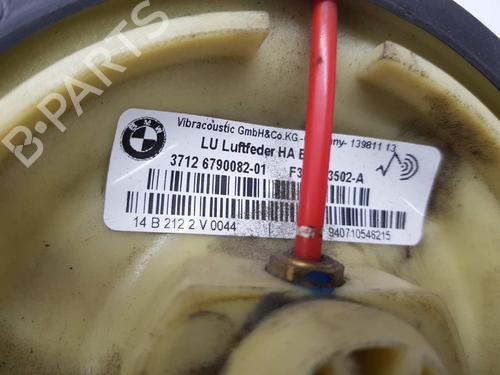 B-PARTS
BMW
Vibracoustic GmbH&Co.KG - 139811 13
LU Luftfeder HA
3712 6790082-01 3502-A
14 B 212 2 V 0044 940710546215